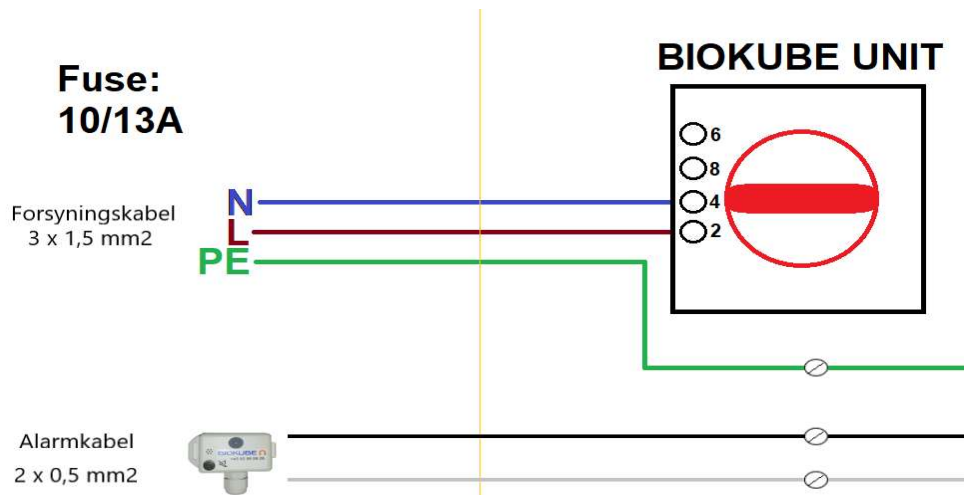 BIOKUBE UNIT
Fuse:
10/13A
6
8
N
4
Forsyningskabel
3 x 1,5 mm2
L
2
PE
Alarmkabel
2 x 0,5 mm2
BIOKUBE